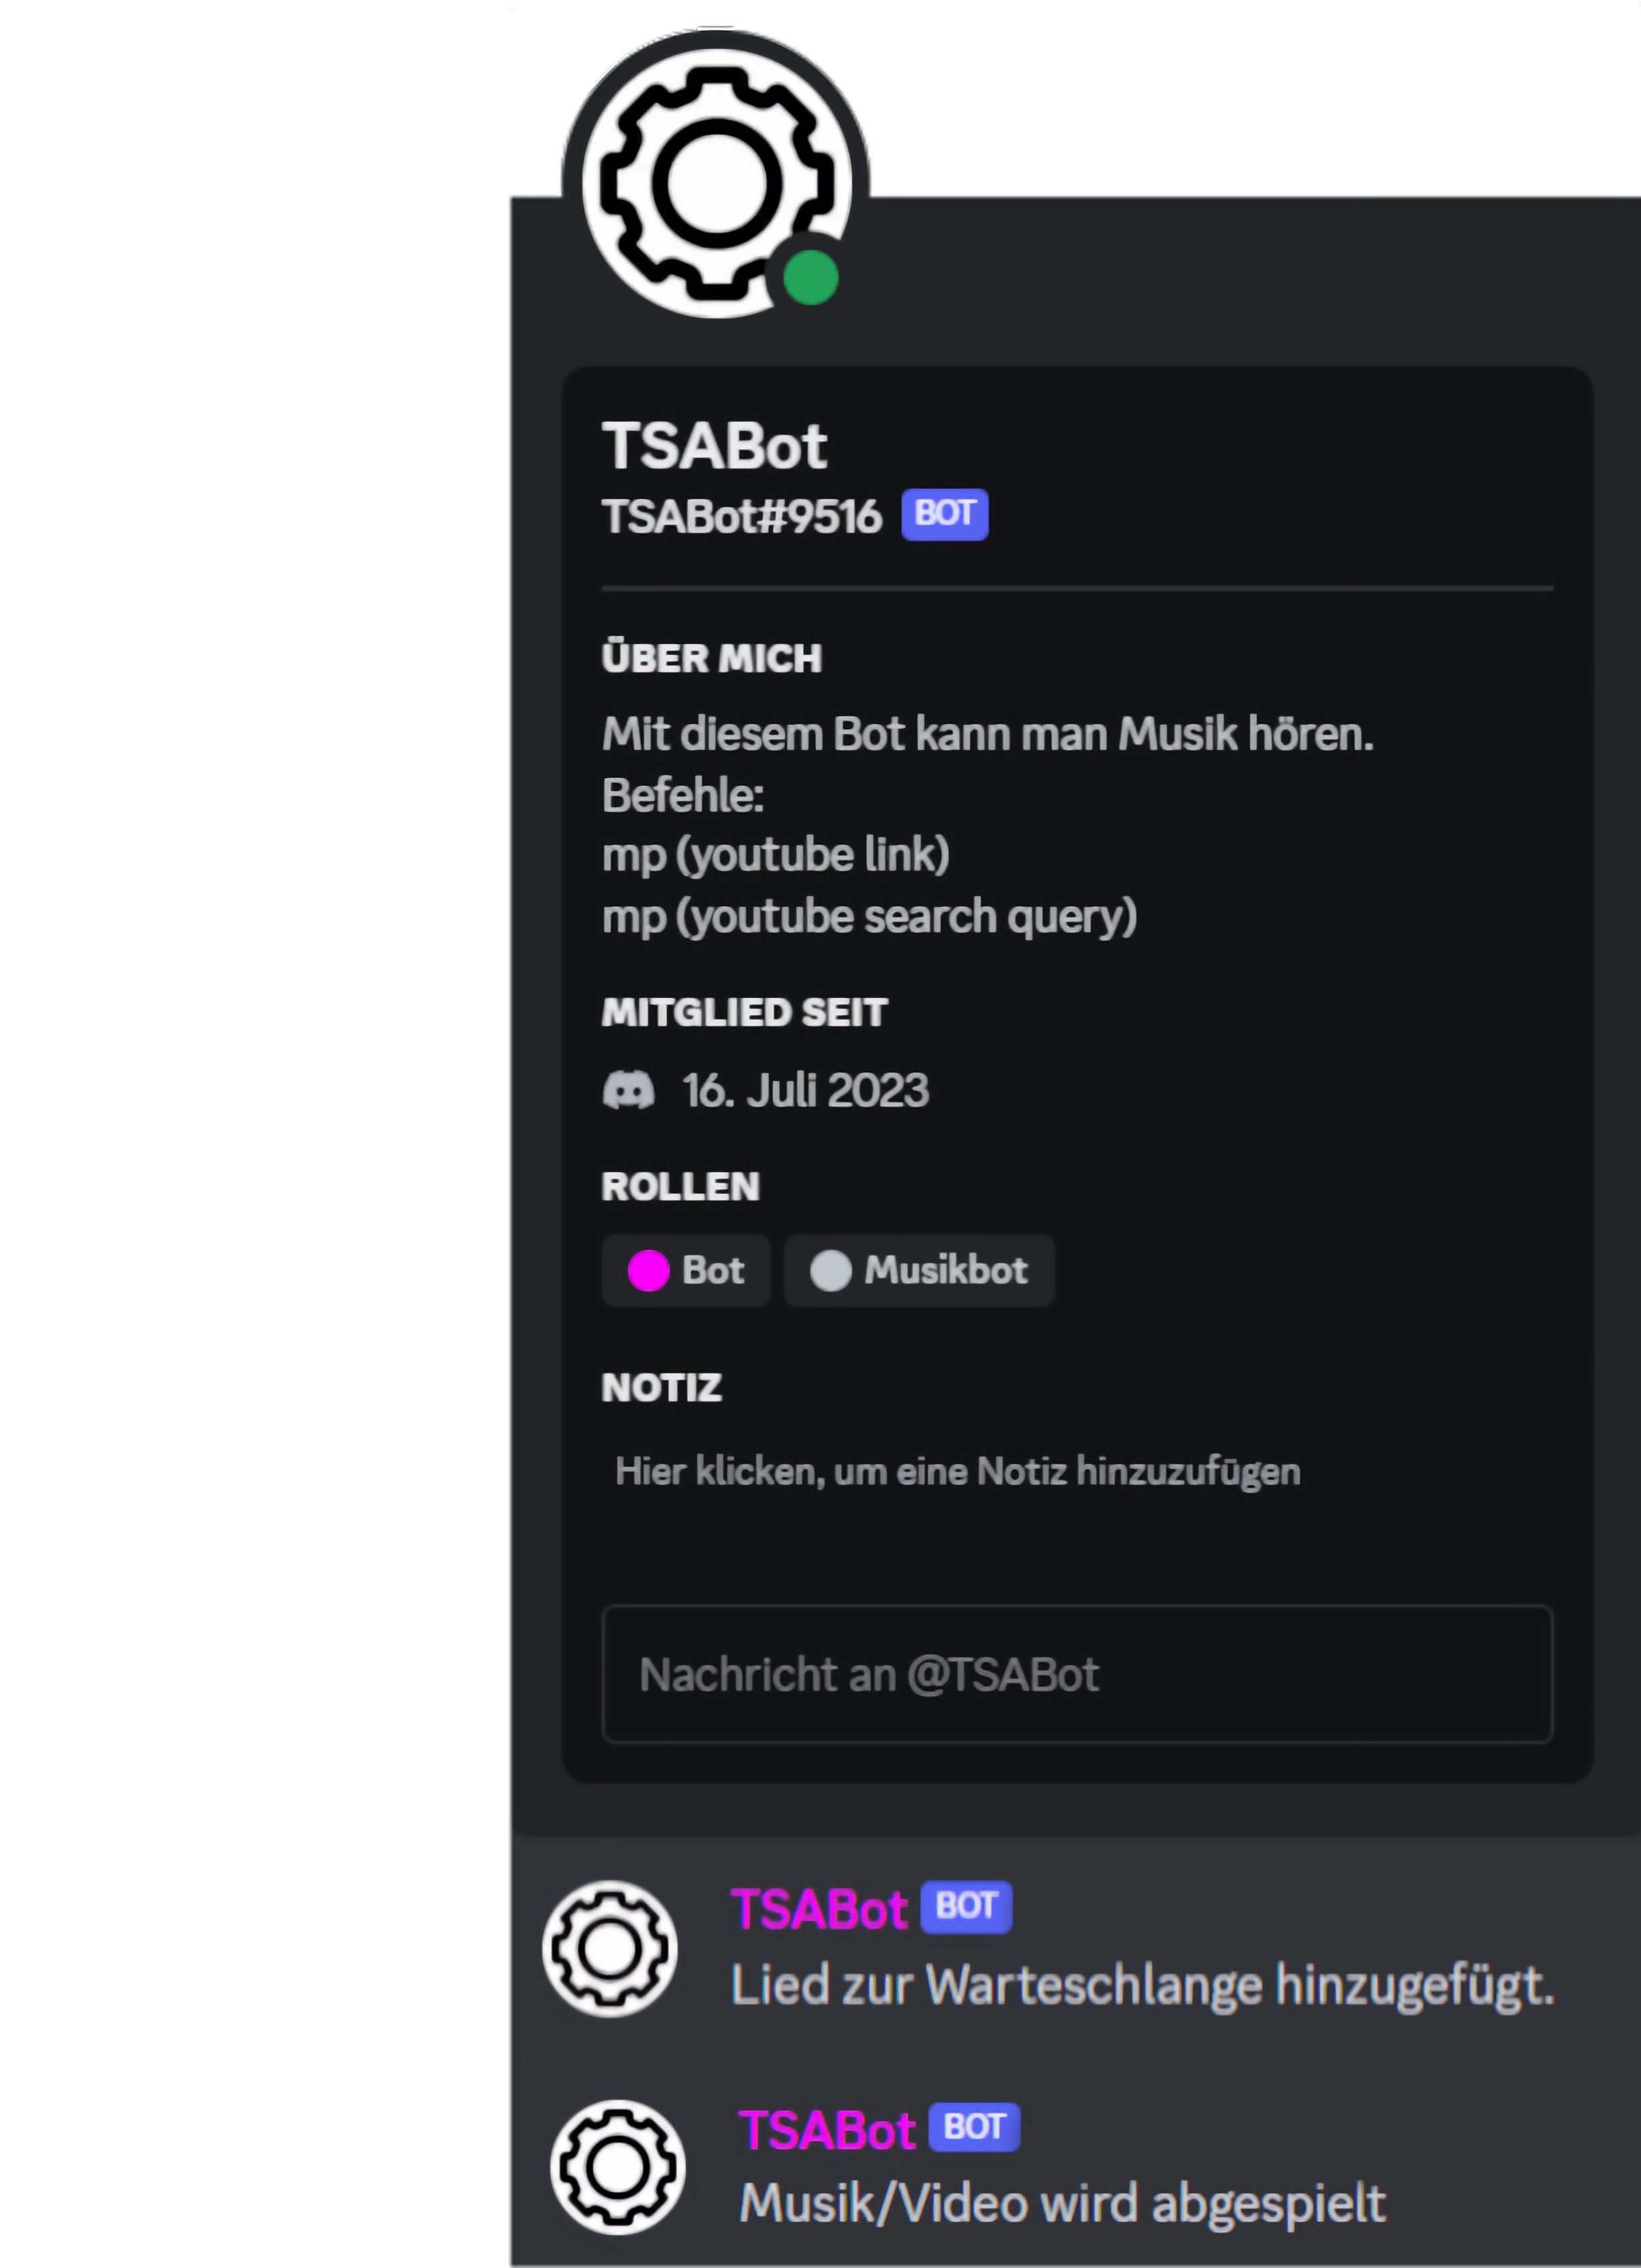 TSABot
TSABot#9516 BOT
ÜBER MICH
Mit diesem Bot kann man Musik hören.
Befehle:
mp (youtube link)
mp (youtube search query)
MITGLIED SEIT
16. Juli 2023
ROLLEN
Bot Musikbot
NOTIZ
Hier klicken, um eine Notiz hinzuzufügen
Nachricht an @TSABot
TSABot BOT
Lied zur Warteschlange hinzugefügt.
TSABot BOT
Musik/Video wird abgespielt